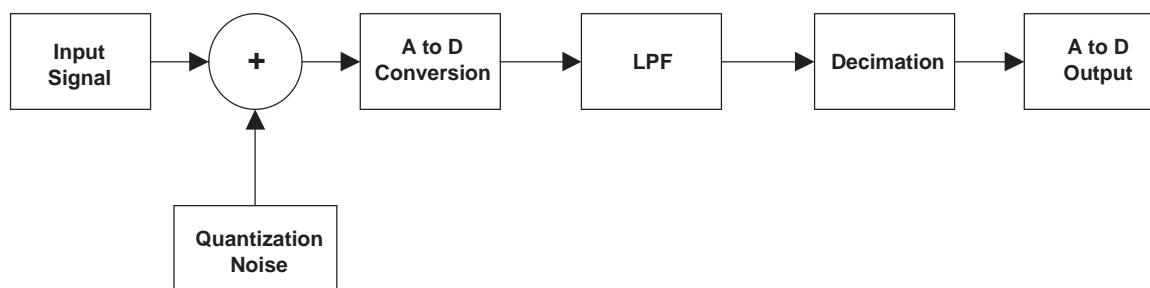 Input
Signal
+
A to D
Conversion
LPF
Decimation
A to D
Output
Quantization
Noise